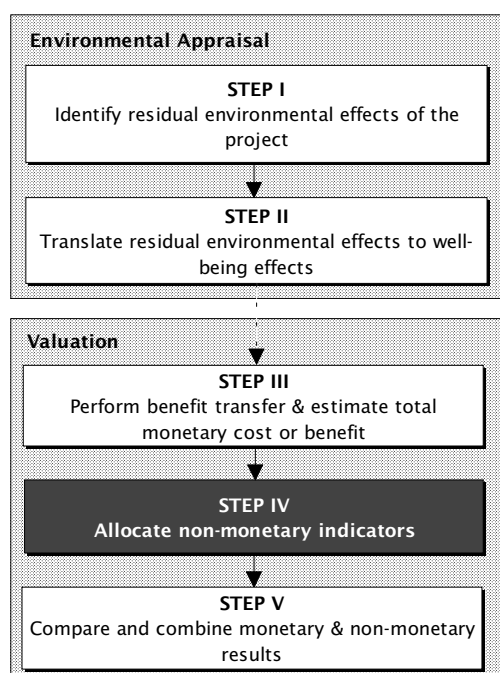 Environmental Appraisal
STEP I
Identify residual environmental effects of the
project
STEP II
Translate residual environmental effects to well-
being effects
Valuation
STEP III
Perform benefit transfer & estimate total
monetary cost or benefit
STEP IV
Allocate non-monetary indicators
STEP V
Compare and combine monetary & non-monetary
results